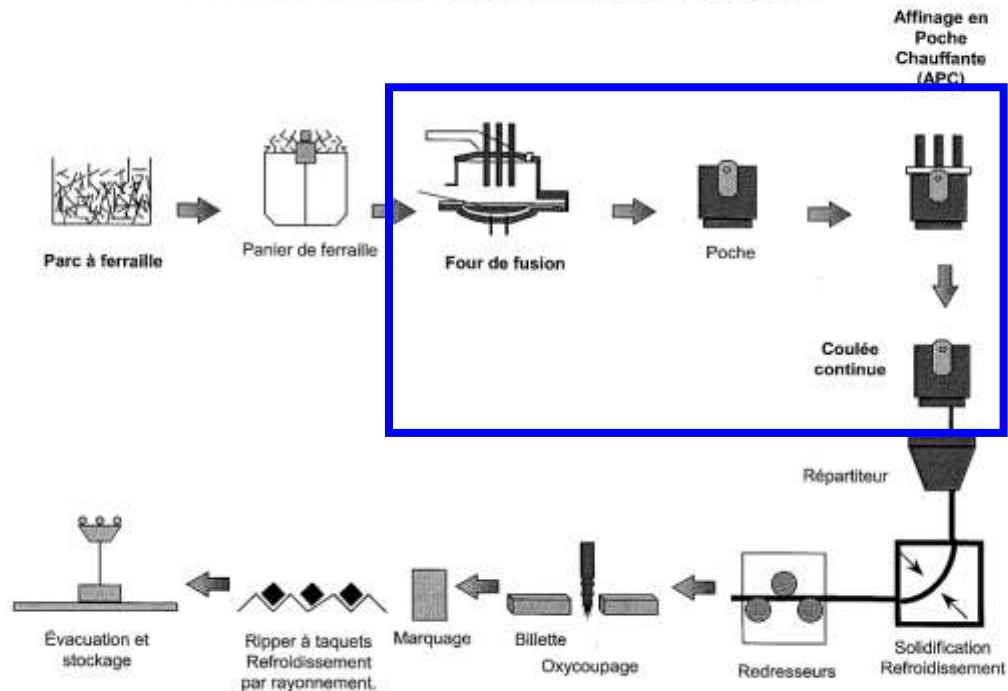 Affinage en
Poche
Chauffante
(APC)
Parc à ferraille
Panier de ferraille
Four de fusion
Poche
Coulée
continue
Répartiteur
Évacuation et
stockage
Ripper à taquets
Refroidissement
par rayonnement.
Marquage
Billette
Oxycoupage
Redresseurs
Solidification
Refroidissement